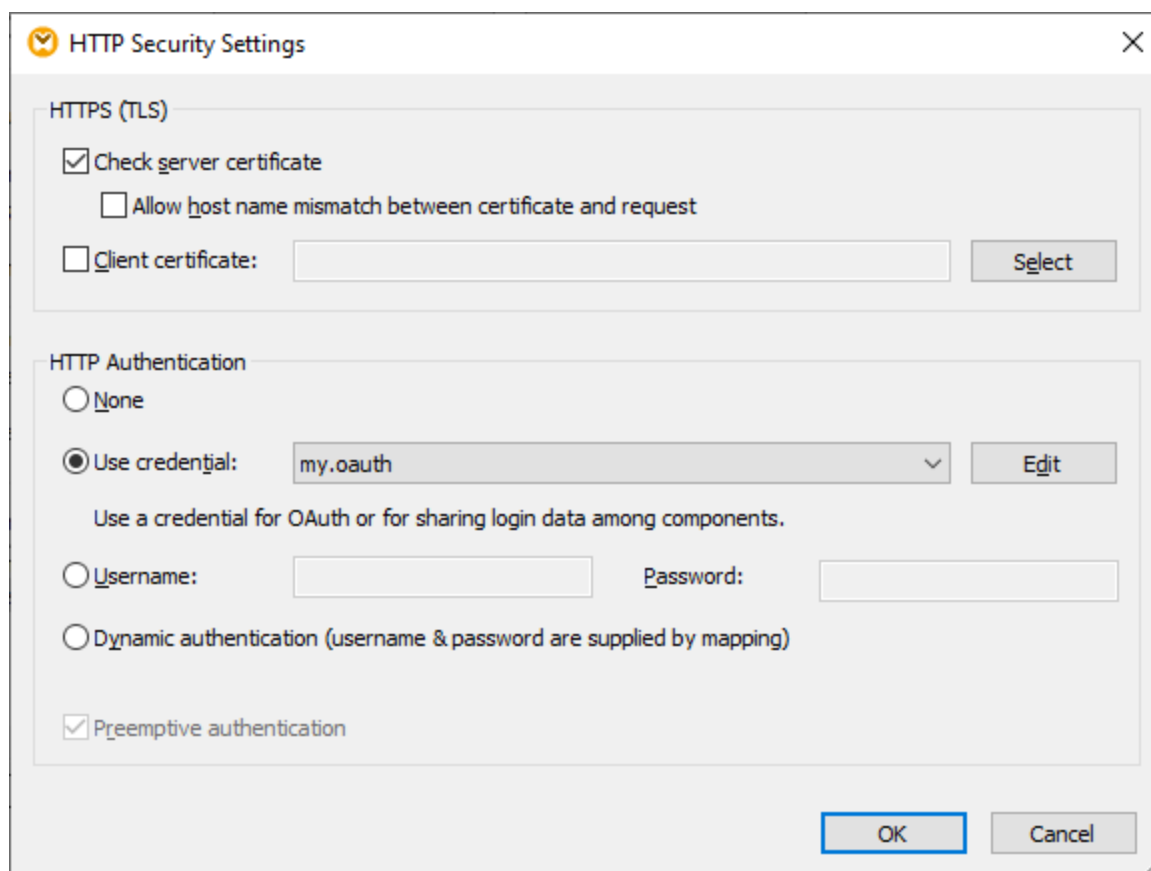 HTTP Security Settings
HTTPS (TLS)
Check server certificate
Allow host name mismatch between certificate and request
Client certificate:
Select
HTTP Authentication
None
Use credential:
my.oauth
Edit
Use a credential for OAuth or for sharing login data among components.
Username:
Password:
Dynamic authentication (username & password are supplied by mapping)
Preemptive authentication
OK
Cancel